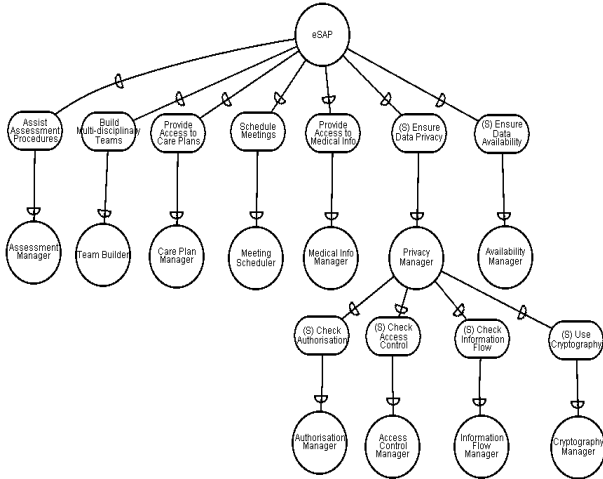 eSAP
Assist
Assessment
Procedures
Build
Multi-disciplinary
Teams
Provide
Access to
Care Plans
Schedule
Meetings
Provide
Access to
Medical Info
(S) Ensure
Data Privacy
(S) Ensure
Data
Availability
Assessment
Manager
Team Builder
Care Plan
Manager
Meeting
Scheduler
Medical Info
Manager
Privacy
Manager
Availability
Manager
(S) Check
Authorisation
(S) Check
Access
Control
(S) Check
Information
Flow
(S) Use
Cryptography
Authorisation
Manager
Access
Control
Manager
Information
Flow
Manager
Cryptography
Manager